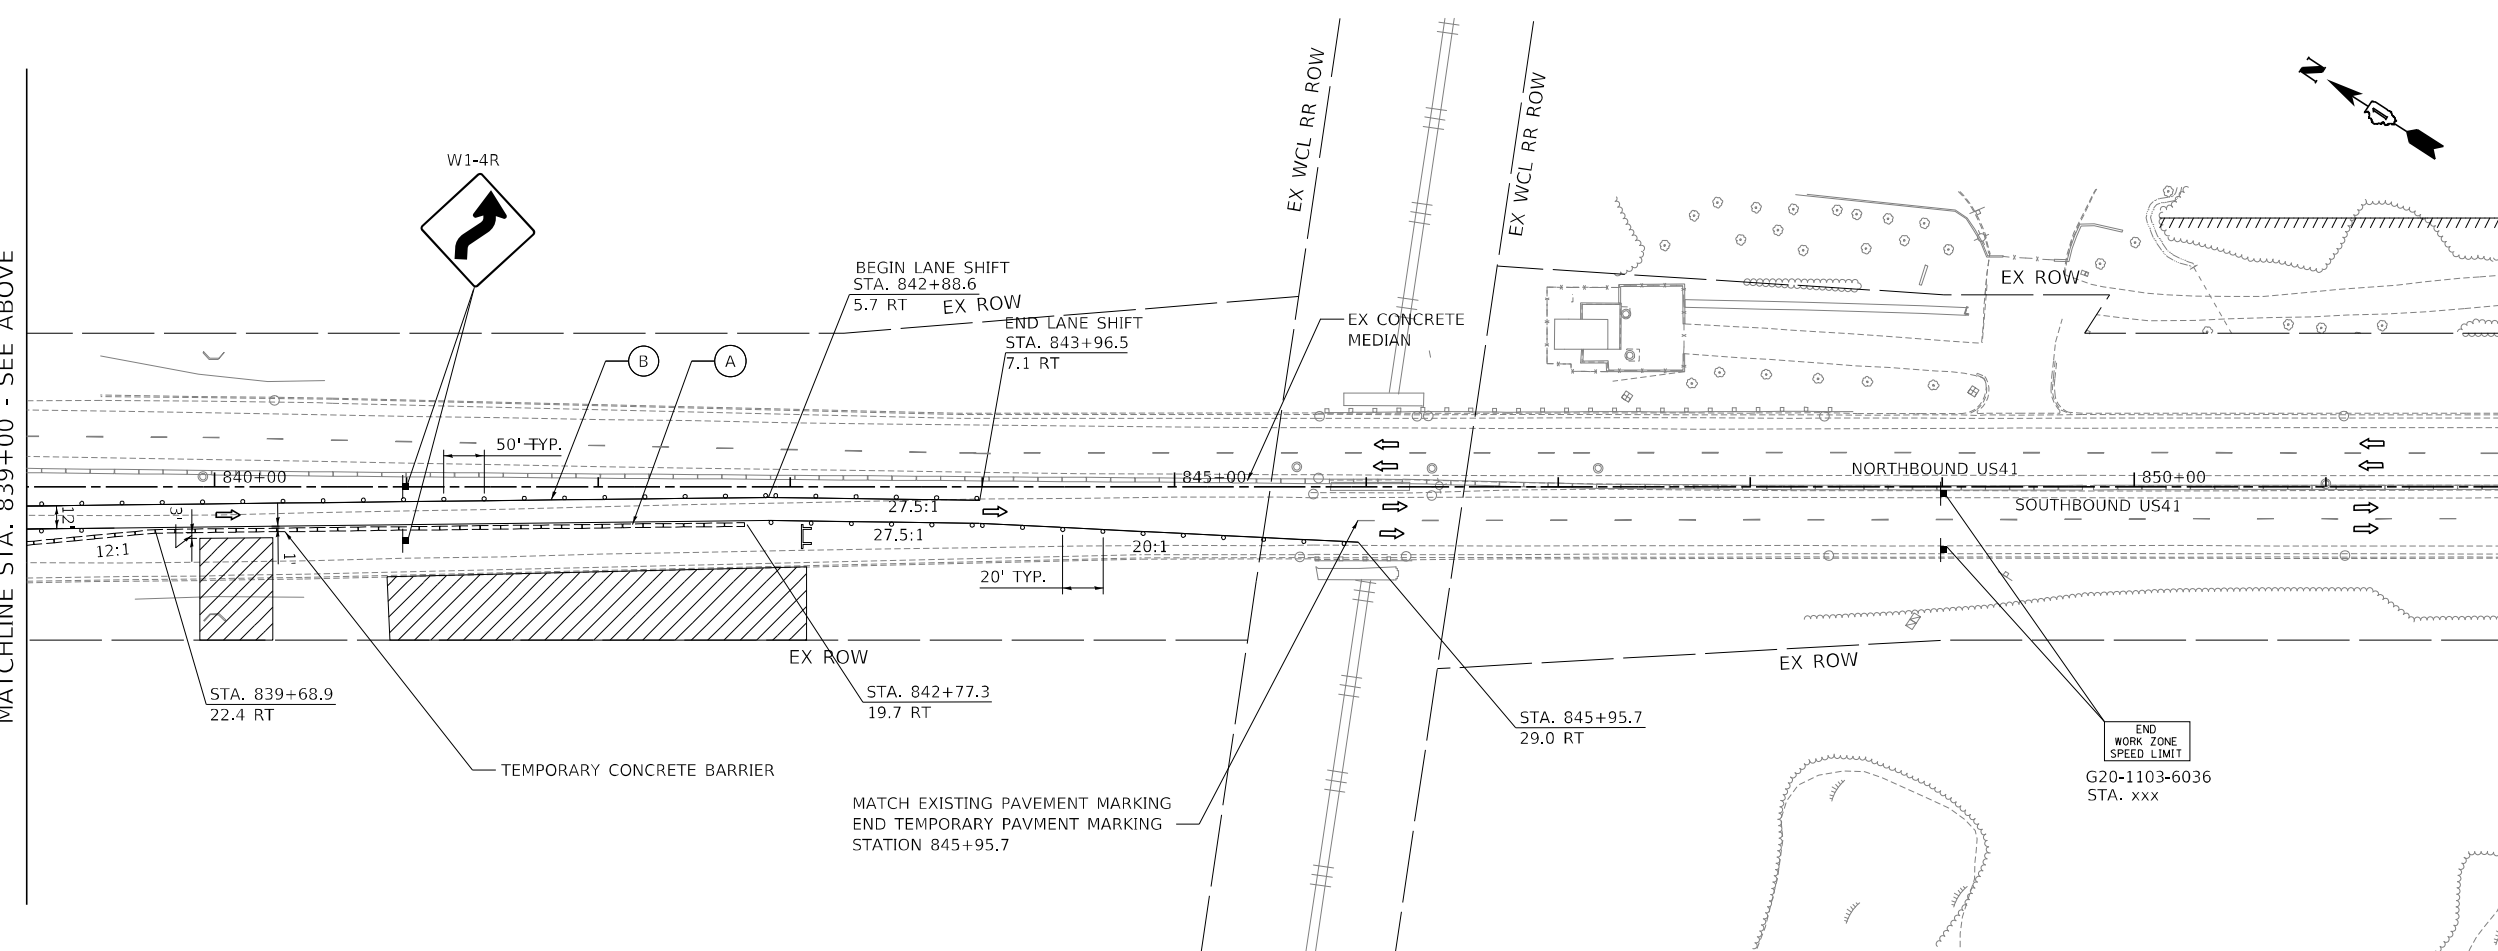 MATCHLINE STA. 839+00 - SEE ABOVE
W1-4R
BEGIN LANE SHIFT
STA. 842+88.6
5.7 RT
EX ROW
END LANE SHIFT
STA. 843+96.5
7.1 RT
EX WCL RR ROW
EX WCL RR ROW
EX CONCRETE
MEDIAN
EX ROW
N
B
A
50' TYP.
840+00
845+00
NORTHBOUND US41
850+00
SOUTHBOUND US41
12'
3'
1'
12:1
27.5:1
27.5:1
20:1
20' TYP.
EX ROW
EX ROW
STA. 839+68.9
22.4 RT
STA. 842+77.3
19.7 RT
STA. 845+95.7
29.0 RT
TEMPORARY CONCRETE BARRIER
MATCH EXISTING PAVEMENT MARKING
END TEMPORARY PAVMENT MARKING
STATION 845+95.7
END
WORK ZONE
SPEED LIMIT
G20-1103-6036
STA. xxx